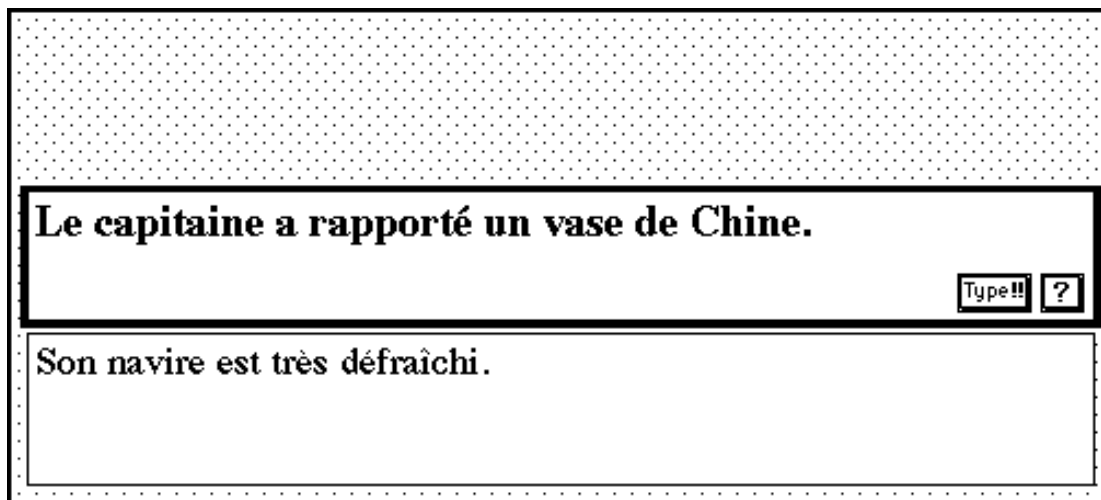 Le capitaine a rapporté un vase de Chine.
Type!!
?
Son navire est très défraîchi.